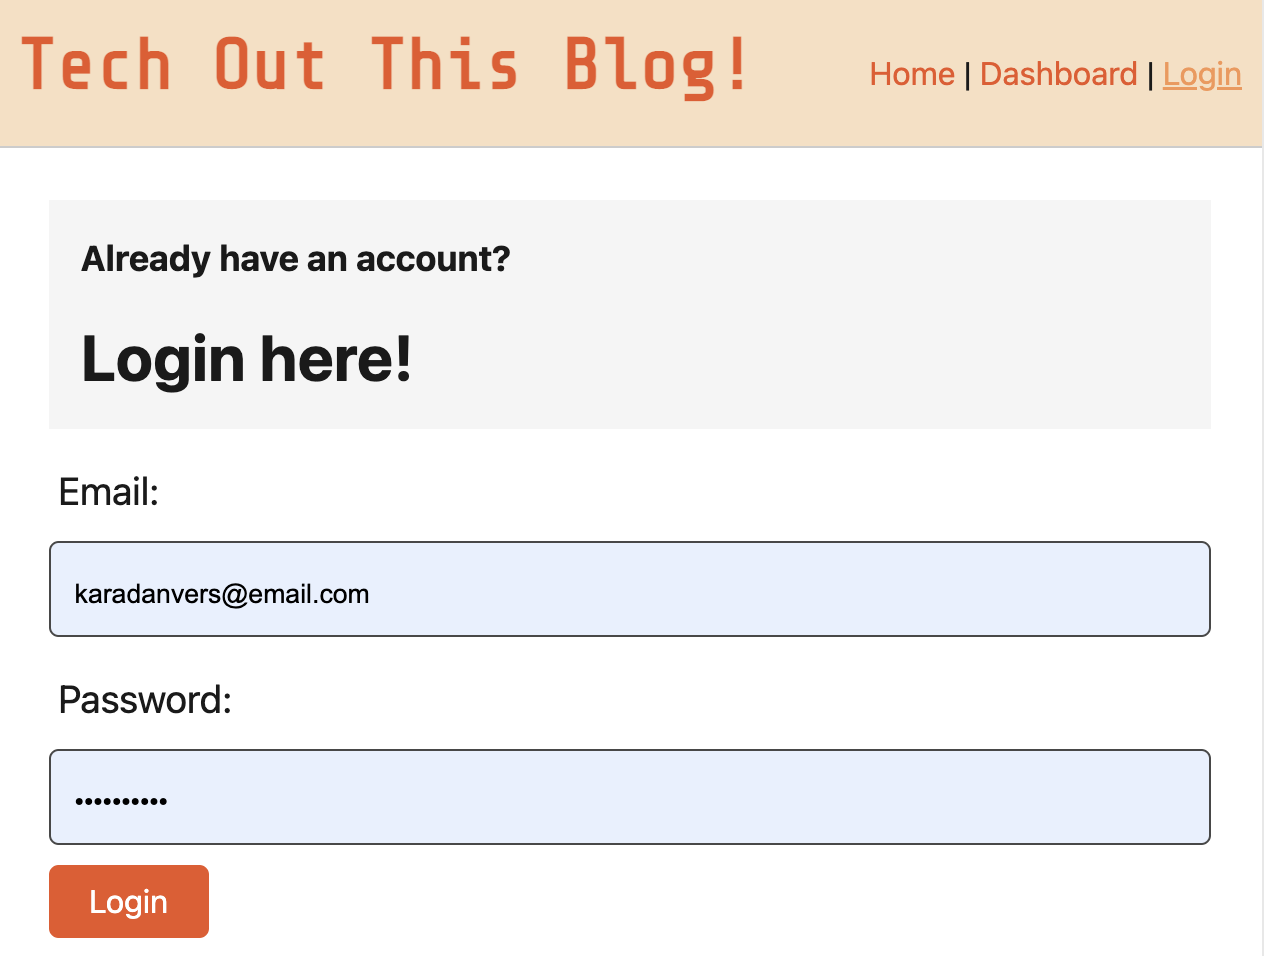 Tech Out This Blog!
Home | Dashboard | Login
Already have an account?
Login here!
Email:
karadanvers@email.com
Password:
••••••••••
Login